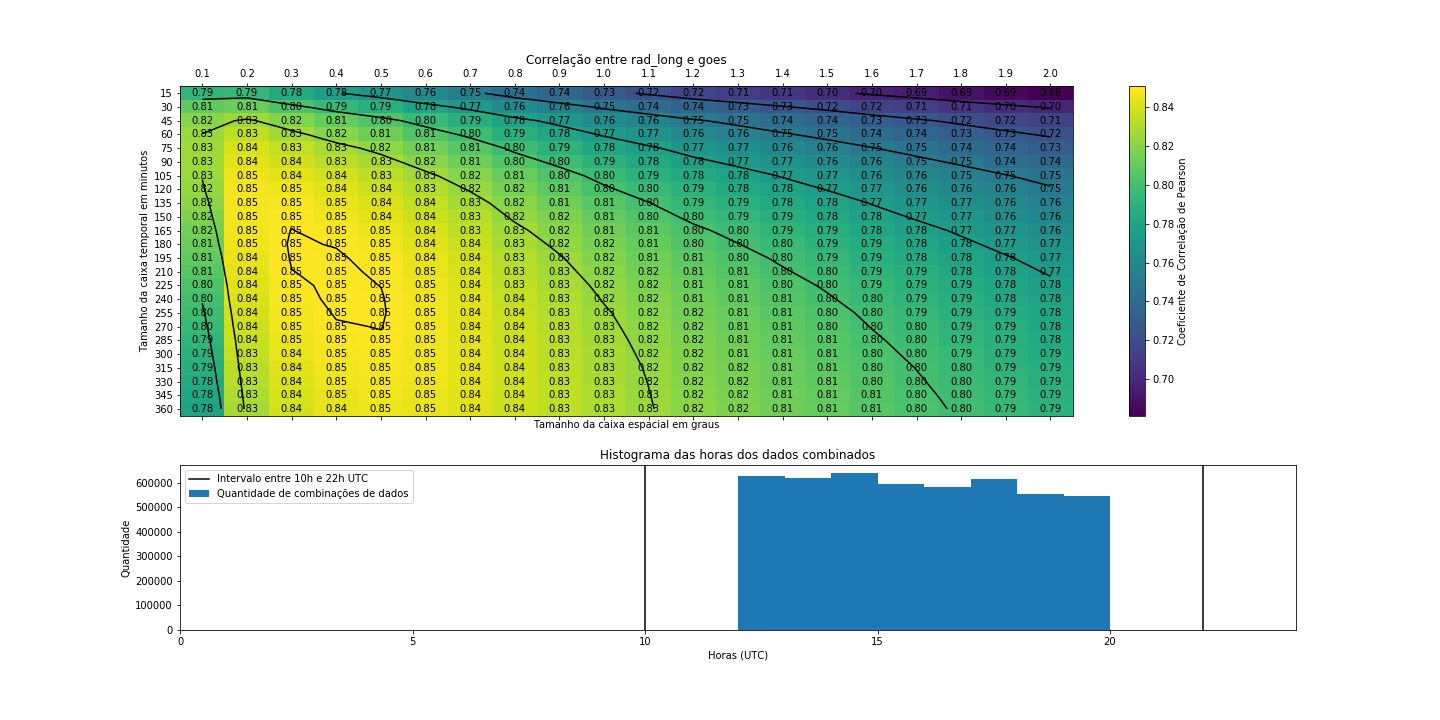 Correlação entre rad_long e goes
0.1 0.2 0.3 0.4 0.5 0.6 0.7 0.8 0.9 1.0 1.1 1.2 1.3 1.4 1.5 1.6 1.7 1.8 1.9 2.0
15 0.79 0.79 0.78 0.78 0.77 0.76 0.75 0.74 0.74 0.73 0.72 0.72 0.71 0.71 0.70 0.70 0.69 0.69 0.69 0.68
30 0.81 0.81 0.80 0.79 0.79 0.78 0.77 0.76 0.76 0.75 0.74 0.74 0.73 0.73 0.72 0.72 0.71 0.71 0.70 0.70
45 0.82 0.83 0.82 0.81 0.80 0.80 0.79 0.78 0.77 0.76 0.76 0.75 0.75 0.74 0.74 0.73 0.73 0.72 0.72 0.71
60 0.83 0.83 0.83 0.82 0.81 0.81 0.80 0.79 0.78 0.77 0.77 0.76 0.76 0.75 0.75 0.74 0.74 0.73 0.73 0.72
75 0.83 0.84 0.83 0.83 0.82 0.81 0.81 0.80 0.79 0.78 0.78 0.77 0.77 0.76 0.76 0.75 0.75 0.74 0.74 0.73
90 0.83 0.84 0.84 0.83 0.83 0.82 0.81 0.80 0.80 0.79 0.78 0.78 0.77 0.77 0.76 0.76 0.75 0.75 0.74 0.74
105 0.83 0.85 0.84 0.84 0.83 0.83 0.82 0.81 0.80 0.80 0.79 0.78 0.78 0.77 0.77 0.76 0.76 0.75 0.75 0.75
120 0.82 0.85 0.85 0.84 0.84 0.83 0.82 0.82 0.81 0.80 0.80 0.79 0.78 0.78 0.77 0.77 0.76 0.76 0.76 0.75
135 0.82 0.85 0.85 0.85 0.84 0.84 0.83 0.82 0.81 0.81 0.80 0.79 0.79 0.78 0.78 0.77 0.77 0.77 0.76 0.76
150 0.82 0.85 0.85 0.85 0.84 0.84 0.83 0.82 0.82 0.81 0.80 0.80 0.79 0.79 0.78 0.78 0.77 0.77 0.76 0.76
165 0.82 0.85 0.85 0.85 0.85 0.84 0.83 0.83 0.82 0.81 0.81 0.80 0.80 0.79 0.79 0.78 0.78 0.77 0.77 0.76
180 0.81 0.85 0.85 0.85 0.85 0.84 0.84 0.83 0.82 0.82 0.81 0.80 0.80 0.80 0.79 0.79 0.78 0.78 0.77 0.77
195 0.81 0.84 0.85 0.85 0.85 0.84 0.84 0.83 0.83 0.82 0.81 0.81 0.80 0.80 0.79 0.79 0.78 0.78 0.78 0.77
210 0.81 0.84 0.85 0.85 0.85 0.84 0.84 0.83 0.83 0.82 0.82 0.81 0.81 0.80 0.80 0.79 0.79 0.78 0.78 0.77
225 0.80 0.84 0.85 0.85 0.85 0.84 0.84 0.84 0.83 0.82 0.82 0.81 0.81 0.80 0.80 0.79 0.79 0.78 0.78 0.78
240 0.80 0.84 0.85 0.85 0.85 0.85 0.84 0.84 0.83 0.82 0.82 0.81 0.81 0.81 0.80 0.80 0.79 0.79 0.78 0.78
255 0.80 0.84 0.85 0.85 0.85 0.85 0.84 0.84 0.83 0.83 0.82 0.82 0.81 0.81 0.80 0.80 0.79 0.79 0.79 0.78
270 0.80 0.84 0.85 0.85 0.85 0.85 0.84 0.84 0.83 0.83 0.82 0.82 0.81 0.81 0.80 0.80 0.80 0.79 0.79 0.78
285 0.79 0.84 0.85 0.85 0.85 0.85 0.84 0.84 0.83 0.83 0.82 0.82 0.81 0.81 0.81 0.80 0.80 0.79 0.79 0.78
300 0.79 0.83 0.84 0.85 0.85 0.85 0.84 0.84 0.83 0.83 0.82 0.82 0.82 0.81 0.81 0.80 0.80 0.79 0.79 0.79
315 0.79 0.83 0.84 0.85 0.85 0.85 0.84 0.84 0.83 0.83 0.82 0.82 0.82 0.81 0.81 0.80 0.80 0.80 0.79 0.79
330 0.78 0.83 0.84 0.85 0.85 0.85 0.84 0.84 0.83 0.83 0.82 0.82 0.82 0.81 0.81 0.80 0.80 0.80 0.79 0.79
345 0.78 0.83 0.84 0.85 0.85 0.85 0.84 0.84 0.83 0.83 0.83 0.82 0.82 0.81 0.81 0.81 0.80 0.80 0.79 0.79
360 0.78 0.83 0.84 0.84 0.85 0.85 0.84 0.84 0.83 0.83 0.83 0.82 0.82 0.81 0.81 0.81 0.80 0.80 0.79 0.79
Tamanho da caixa temporal em minutos
Tamanho da caixa espacial em graus
0.84
0.82
0.80
0.78
0.76
0.74
0.72
0.70
Coeficiente de Correlação de Pearson
Histograma das horas dos dados combinados
Intervalo entre 10h e 22h UTC
Quantidade de combinações de dados
600000
500000
400000
300000
200000
100000
0
Quantidade
0 5 10 15 20
Horas (UTC)